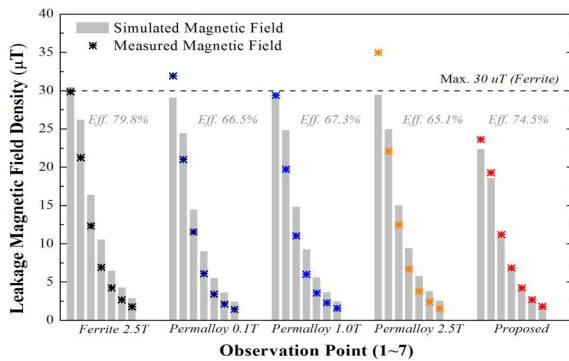 Simulated Magnetic Field
Measured Magnetic Field
Leakage Magnetic Field Density (µT)
40
35
30
25
20
15
10
5
0
Max. 30 uT (Ferrite)
Eff. 79.8%
Eff. 66.5%
Eff. 67.3%
Eff. 65.1%
Eff. 74.5%
Ferrite 2.5T
Permalloy 0.1T
Permalloy 1.0T
Permalloy 2.5T
Proposed
Observation Point (1~7)